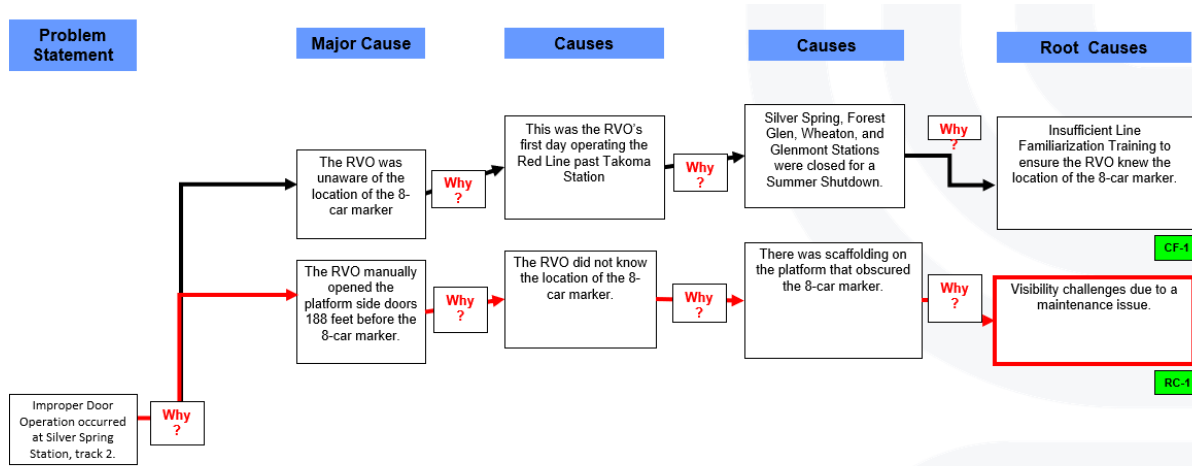 Problem
Statement
Major Cause
Causes
Causes
Root Causes
The RVO was
unaware of the
location of the 8-
car marker
Why
?
This was the RVO's
first day operating the
Red Line past Takoma
Station
Why
?
Silver Spring, Forest
Glen, Wheaton, and
Glenmont Stations
were closed for a
Summer Shutdown.
Why
?
Insufficient Line
Familiarization Training to
ensure the RVO knew the
location of the 8-car marker.
CF-1
The RVO manually
opened the
platform side doors
188 feet before the
8-car marker.
Why
?
The RVO did not know
the location of the 8-
car marker.
Why
?
There was scaffolding on
the platform that obscured
the 8-car marker.
Why
?
Visibility challenges due to a
maintenance issue.
RC-1
Improper Door
Operation occurred
at Silver Spring
Station, track 2.
Why
?